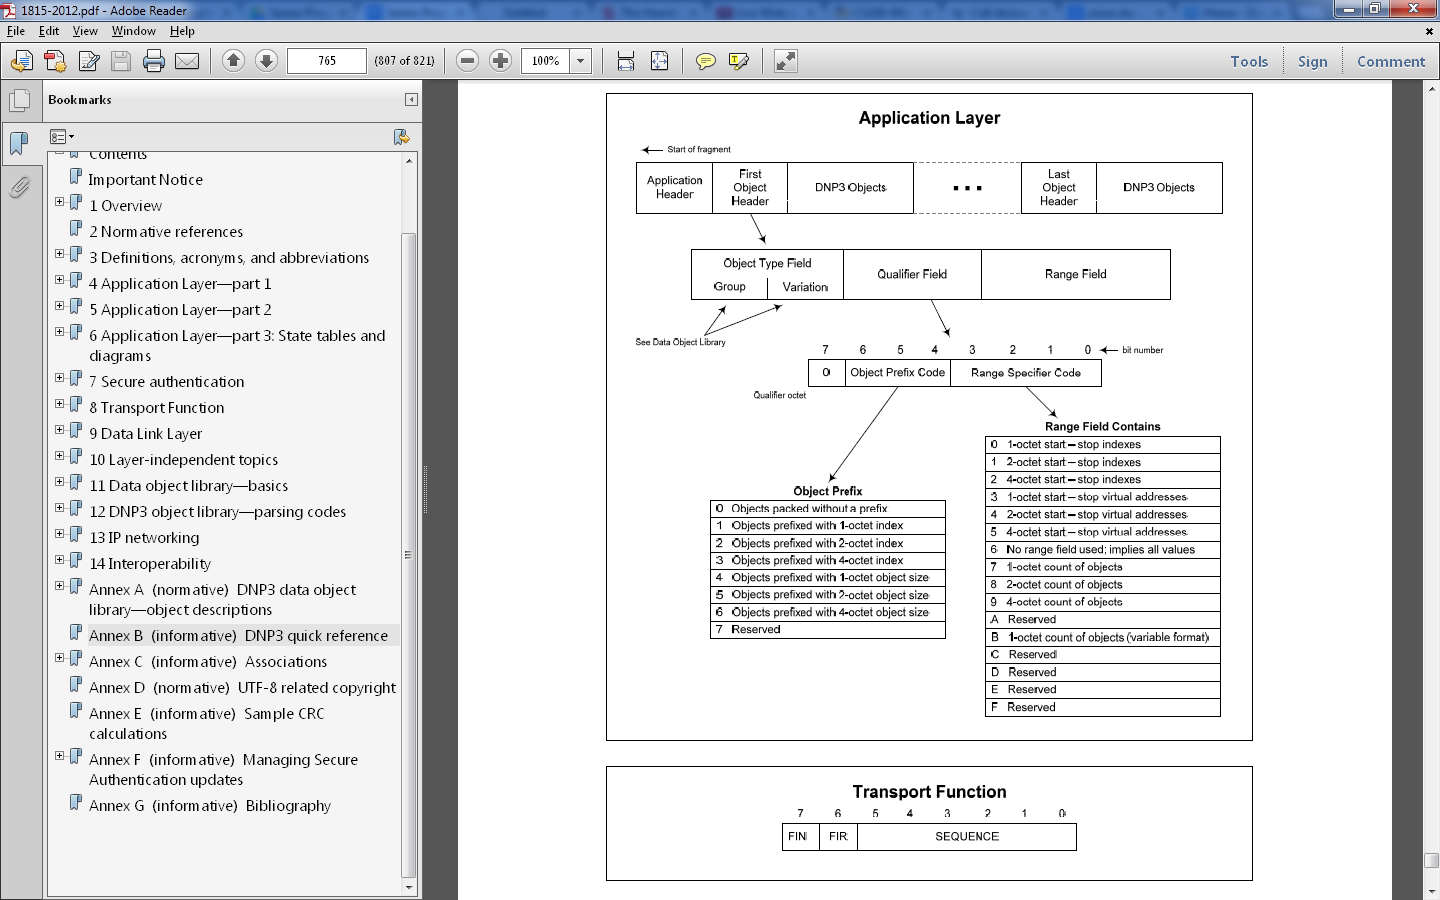 1815-2012.pdf - Adobe Reader
File Edit View Window Help
765 (807 of 821) 100% Tools Sign Comment
Bookmarks
Contents
Important Notice
1 Overview
2 Normative references
3 Definitions, acronyms, and abbreviations
4 Application Layer—part 1
5 Application Layer—part 2
6 Application Layer—part 3: State tables and
diagrams
7 Secure authentication
8 Transport Function
9 Data Link Layer
10 Layer-independent topics
11 Data object library—basics
12 DNP3 object library—parsing codes
13 IP networking
14 Interoperability
Annex A (normative) DNP3 data object
library—object descriptions
Annex B (informative) DNP3 quick reference
Annex C (informative) Associations
Annex D (normative) UTF-8 related copyright
Annex E (informative) Sample CRC
calculations
Annex F (informative) Managing Secure
Authentication updates
Annex G (informative) Bibliography
Application Layer
Start of fragment
Application
Header
First
Object
Header
DNP3 Objects
...
Last
Object
Header
DNP3 Objects
Object Type Field
Group Variation
Qualifier Field
Range Field
See Data Object Library
7 6 5 4 3 2 1 0 bit number
0 Object Prefix Code Range Specifier Code
Qualifier octet
Object Prefix
0 Objects packed without a prefix
1 Objects prefixed with 1-octet index
2 Objects prefixed with 2-octet index
3 Objects prefixed with 4-octet index
4 Objects prefixed with 1-octet object size
5 Objects prefixed with 2-octet object size
6 Objects prefixed with 4-octet object size
7 Reserved
Range Field Contains
0 1-octet start – stop indexes
1 2-octet start – stop indexes
2 4-octet start – stop indexes
3 1-octet start – stop virtual addresses
4 2-octet start – stop virtual addresses
5 4-octet start – stop virtual addresses
6 No range field used; implies all values
7 1-octet count of objects
8 2-octet count of objects
9 4-octet count of objects
A Reserved
B 1-octet count of objects (variable format)
C Reserved
D Reserved
E Reserved
F Reserved
Transport Function
7 6 5 4 3 2 1 0
FIN FIR SEQUENCE